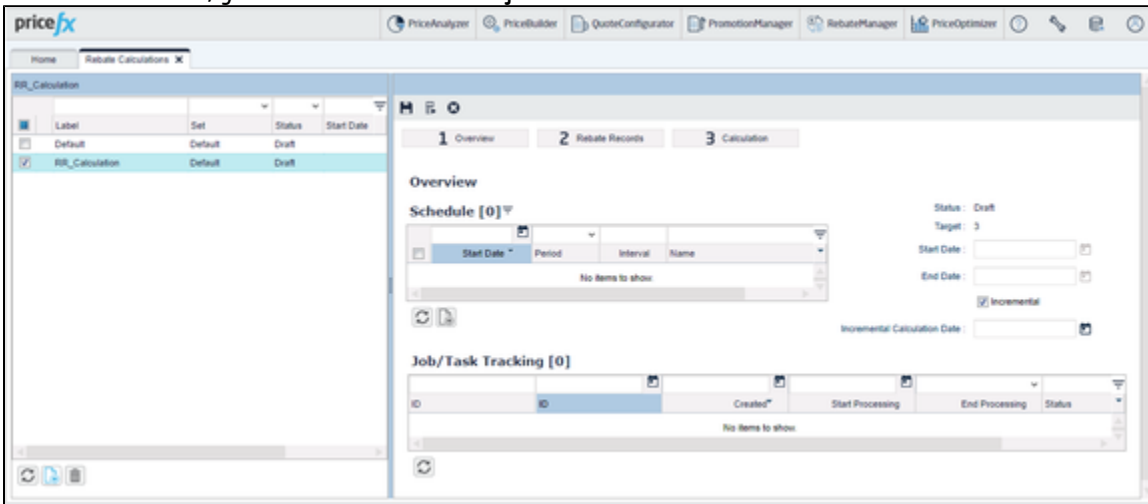 pricefx PriceAnalyzer PriceBuilder QuoteConfigurator PromotionManager RebateManager PriceOptimizer
Home Rebate Calculations
RR_Calculation
Label Set Status Start Date
Default Default Draft
RR_Calculation Default Draft
1 Overview 2 Rebate Records 3 Calculation
Overview
Schedule [0]
Start Date Period Interval Name
No items to show.
Status : Draft
Target : 3
Start Date :
End Date :
Incremental
Incremental Calculation Date :
Job/Task Tracking [0]
ID ID Created Start Processing End Processing Status
No items to show.